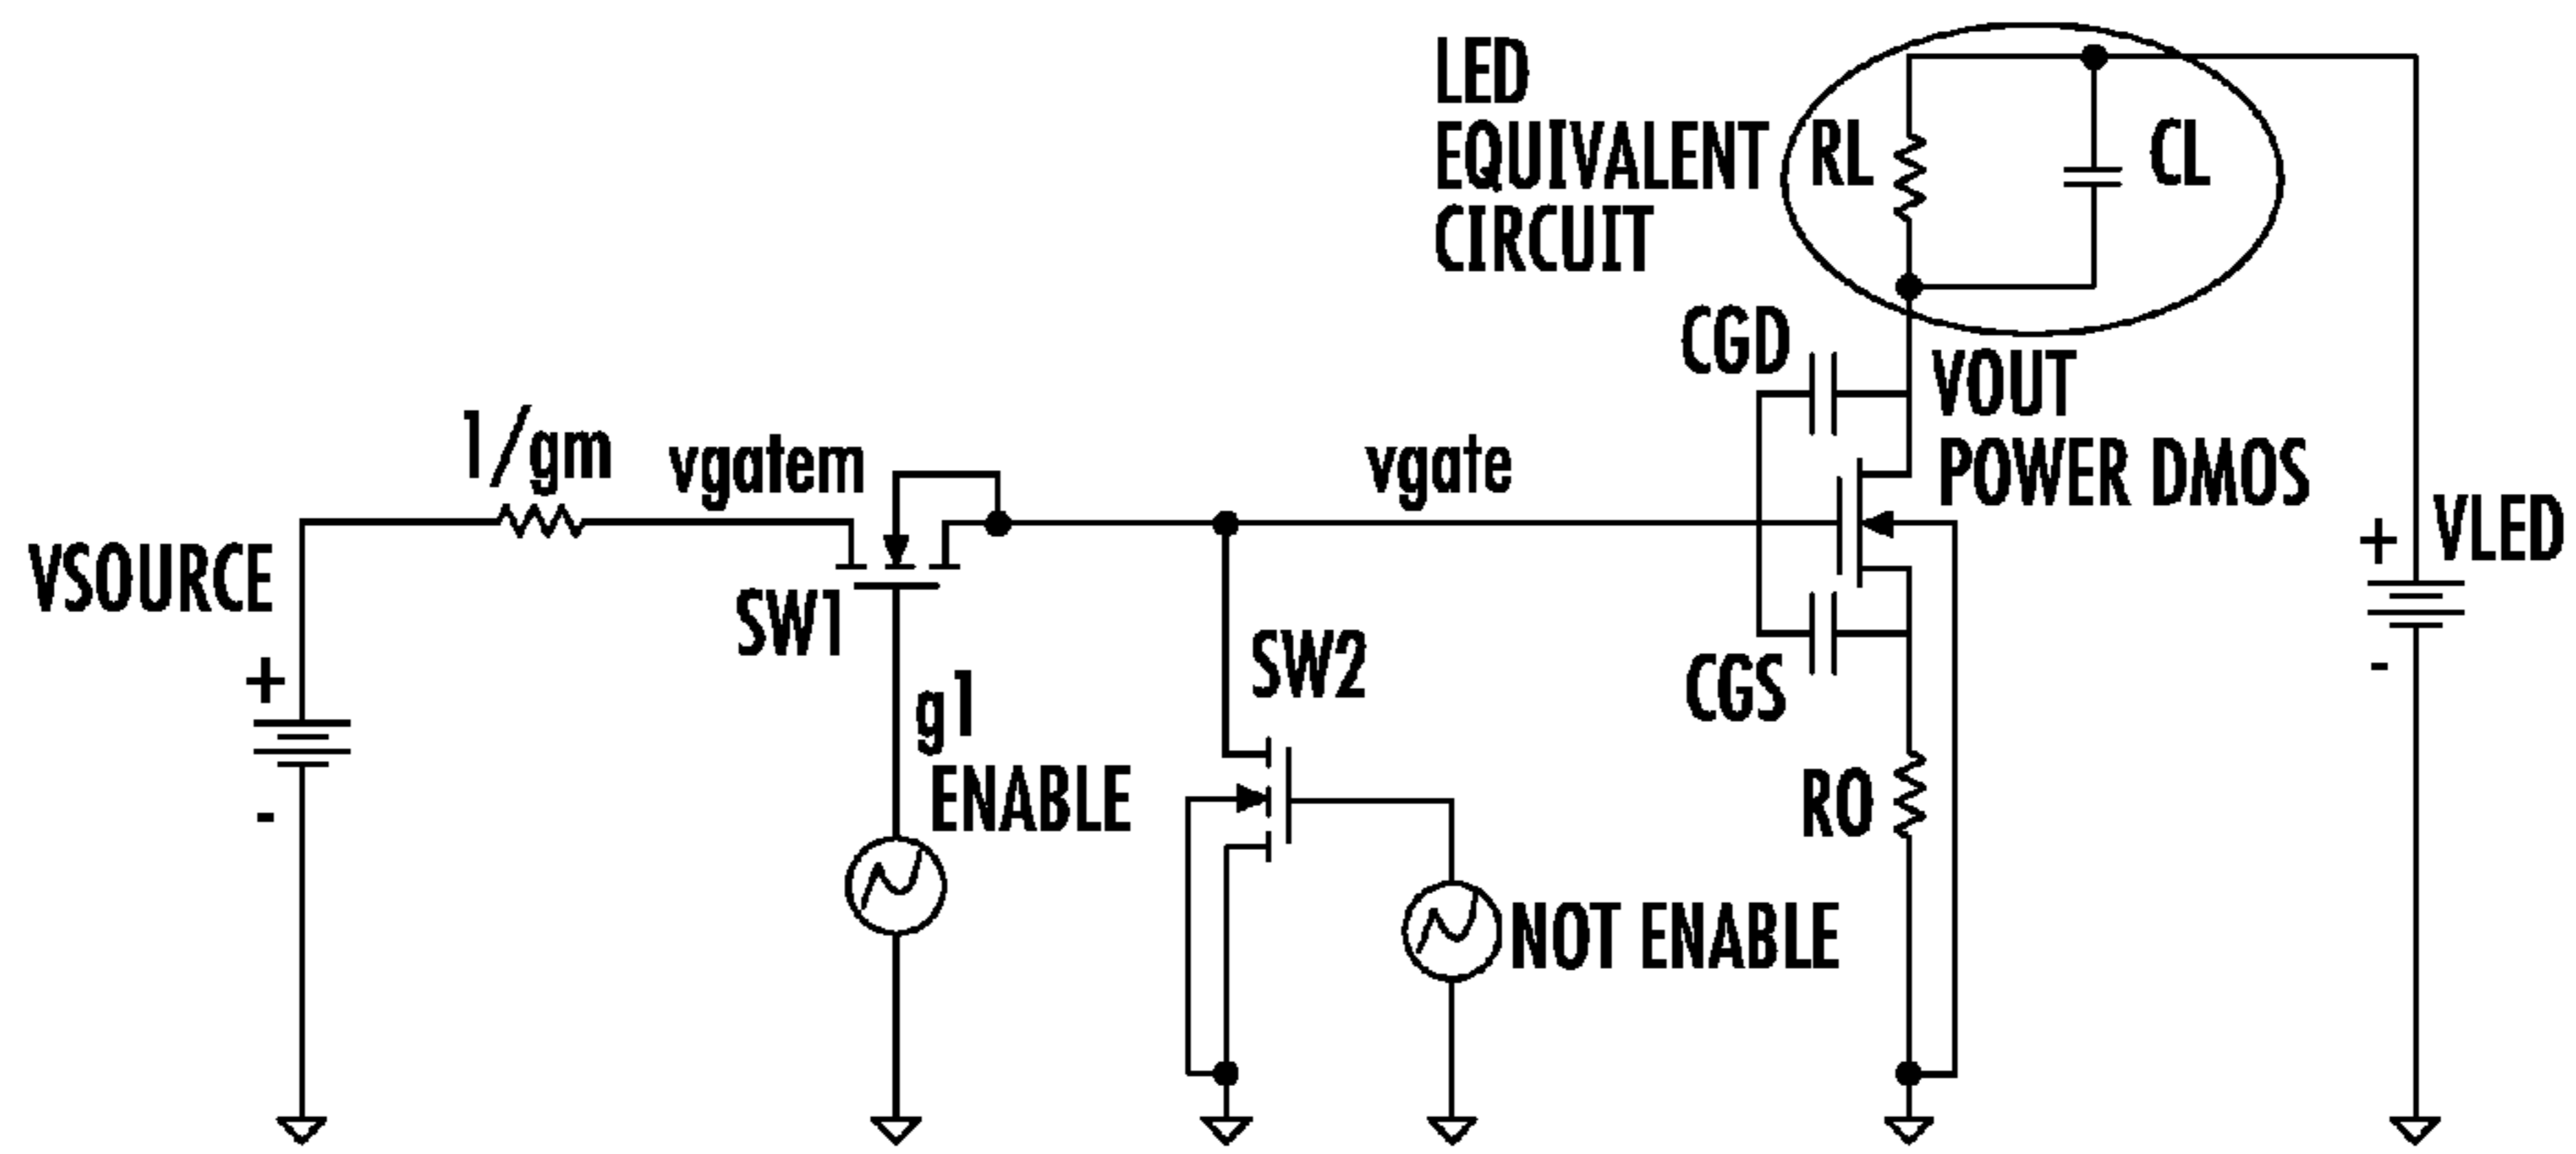 LED
EQUIVALENT
CIRCUIT
RL
CL
CGD
VOUT
POWER DMOS
1/gm
vgatem
vgate
VSOURCE
+
-
SW1
g1
ENABLE
SW2
NOT ENABLE
CGS
RO
+
VLED
-